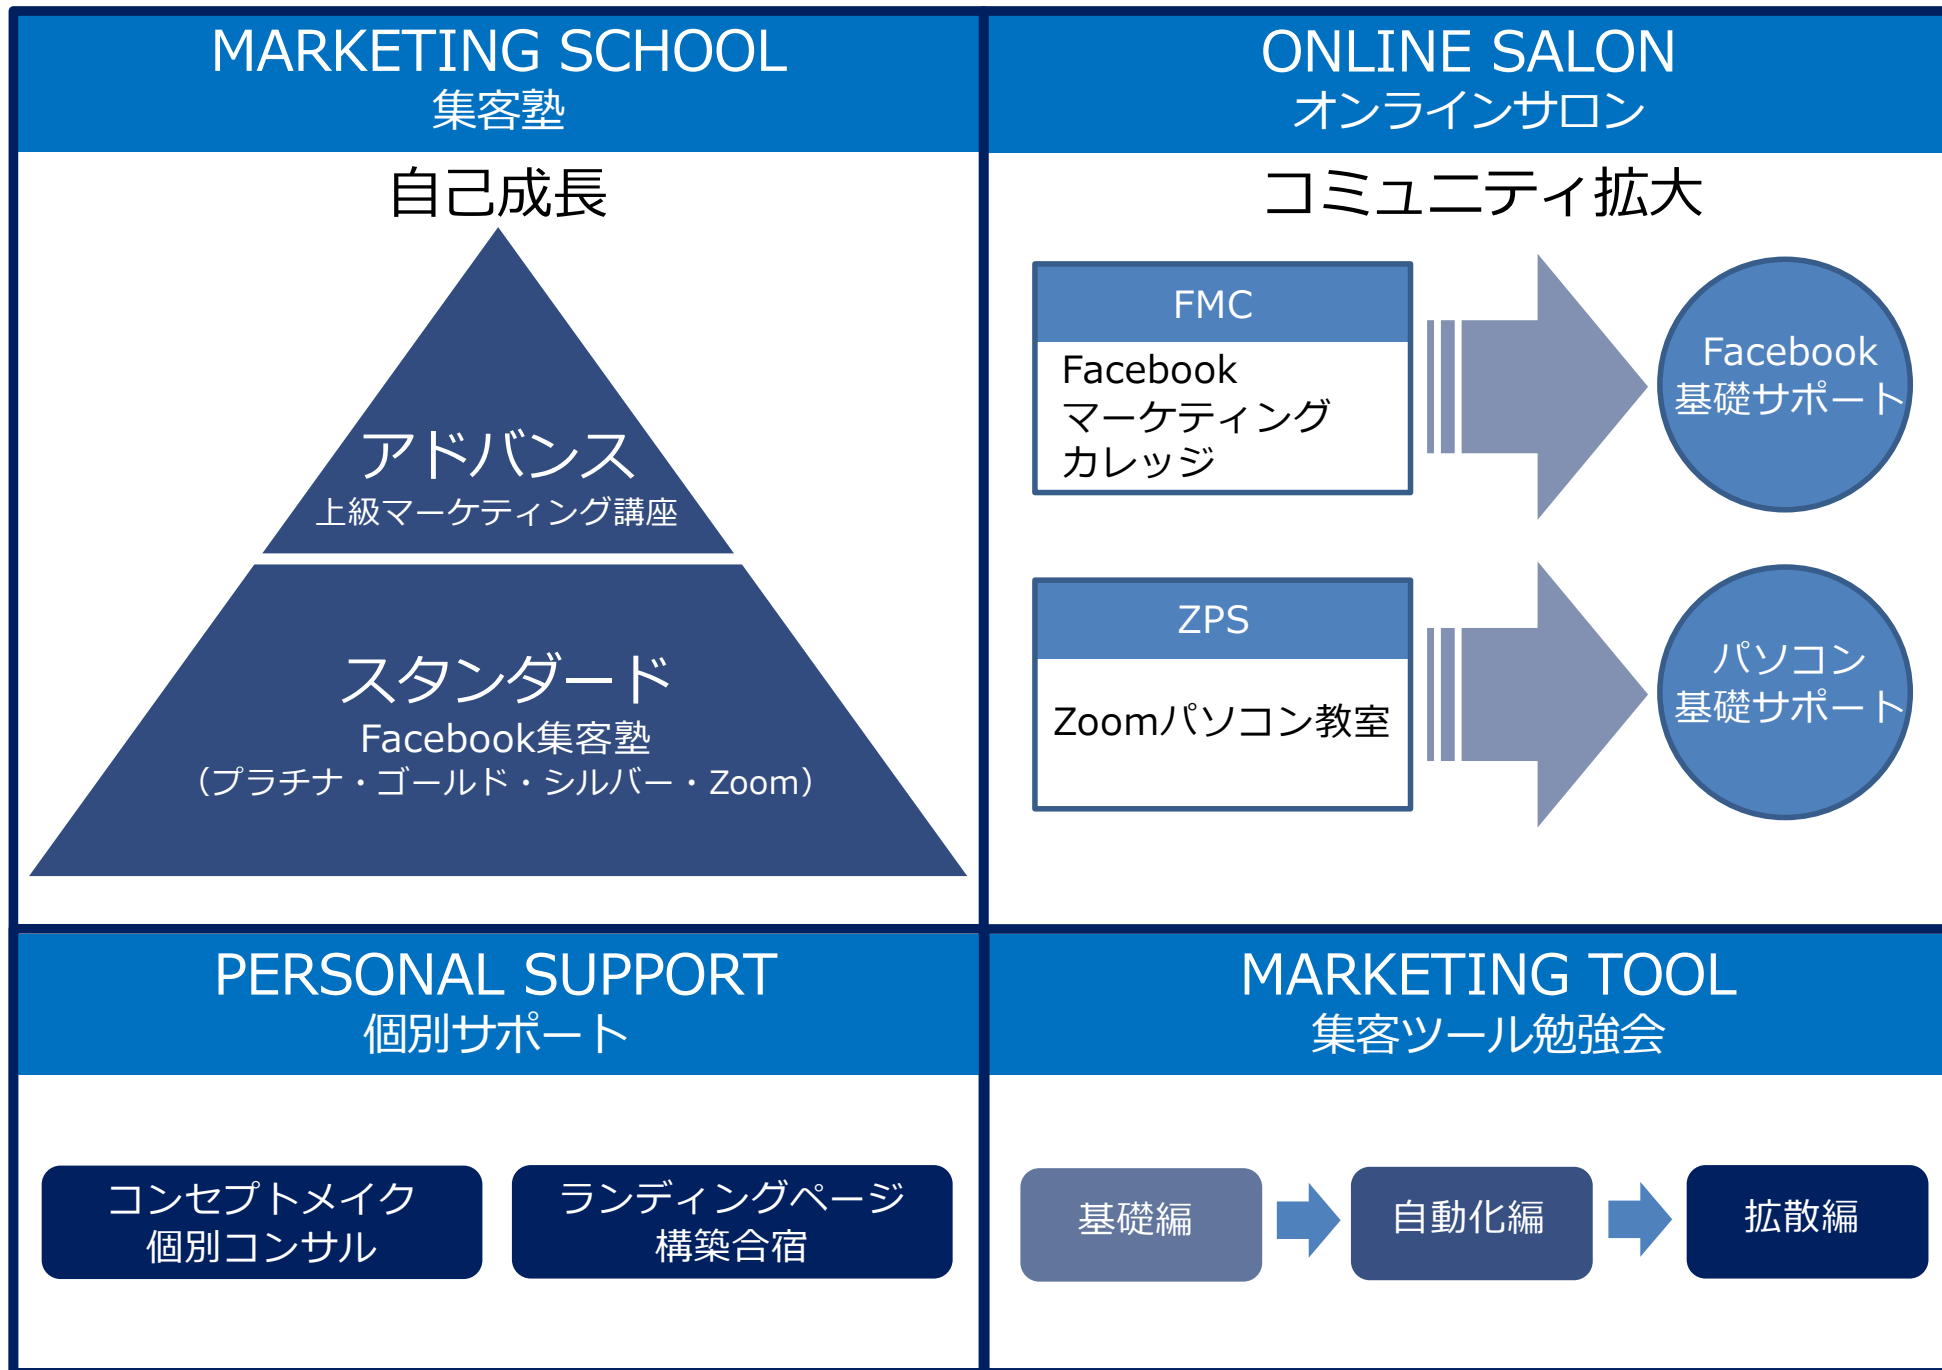 MARKETING SCHOOL
集客塾
自己成長
アドバンス
上級マーケティング講座
スタンダード
Facebook集客塾
（プラチナ・ゴールド・シルバー・Zoom）
ONLINE SALON
オンラインサロン
コミュニティ拡大
FMC
Facebook
マーケティング
カレッジ
Facebook
基礎サポート
ZPS
Zoomパソコン教室
パソコン
基礎サポート
PERSONAL SUPPORT
個別サポート
コンセプトメイク
個別コンサル
ランディングページ
構築合宿
MARKETING TOOL
集客ツール勉強会
基礎編
自動化編
拡散編